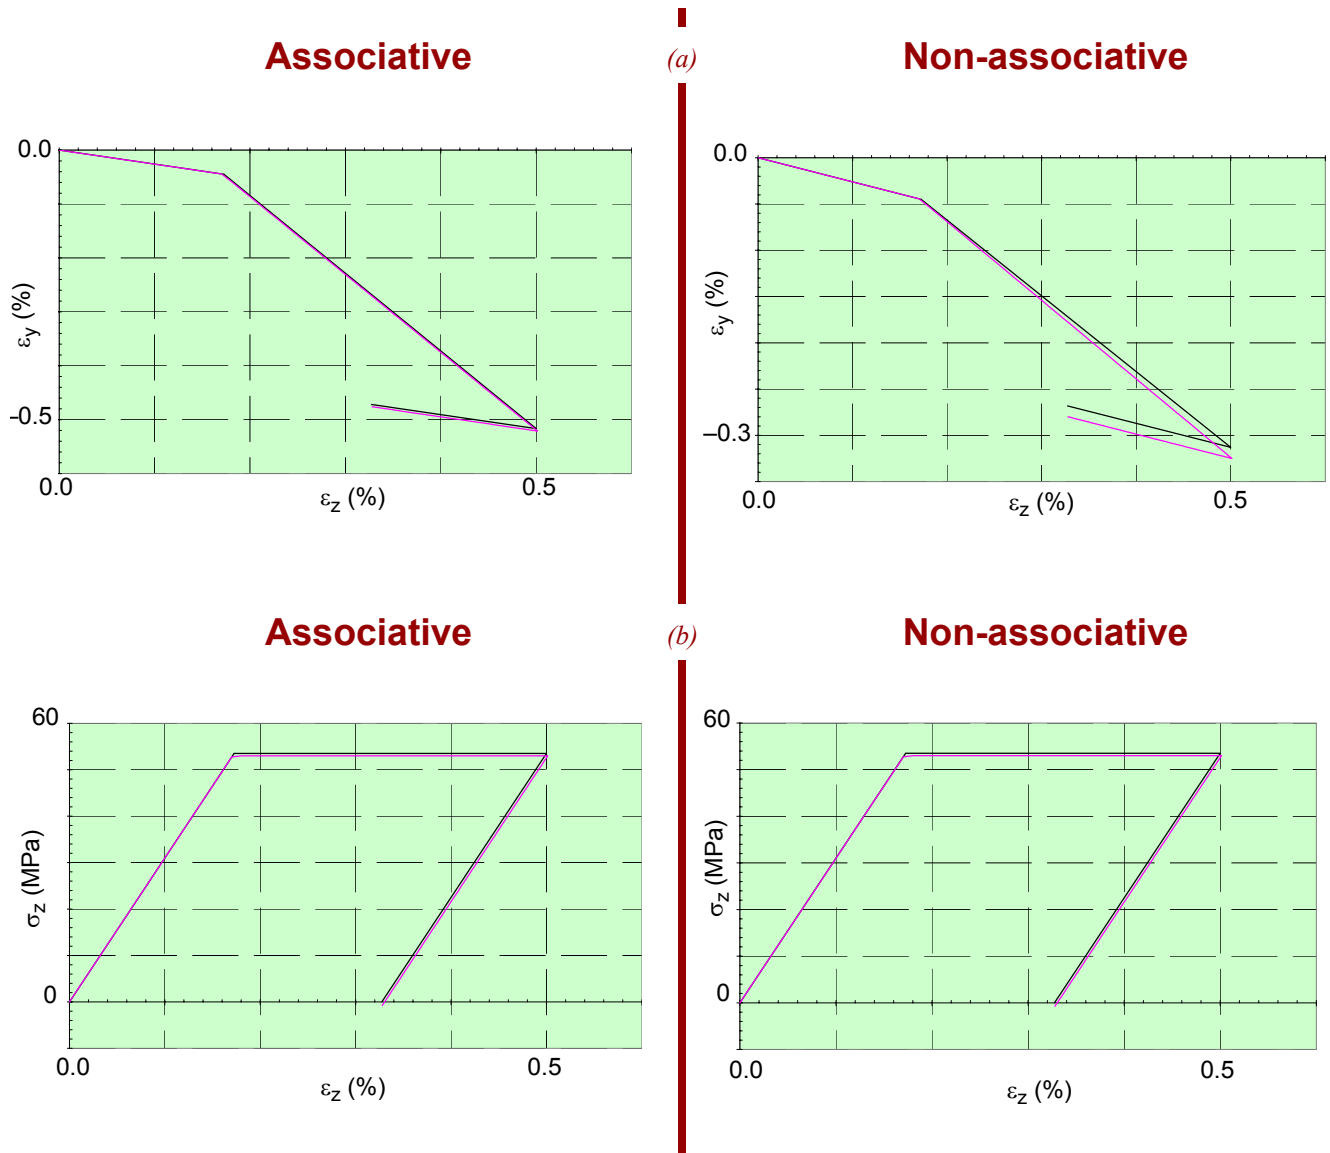 Associative (a) Non-associative
0.0
εy (%)
–0.5
0.0 0.5
εz (%)
0.0
εy (%)
–0.3
0.0 0.5
εz (%)
Associative (b) Non-associative
60
σz (MPa)
0
0.0 0.5
εz (%)
60
σz (MPa)
0
0.0 0.5
εz (%)